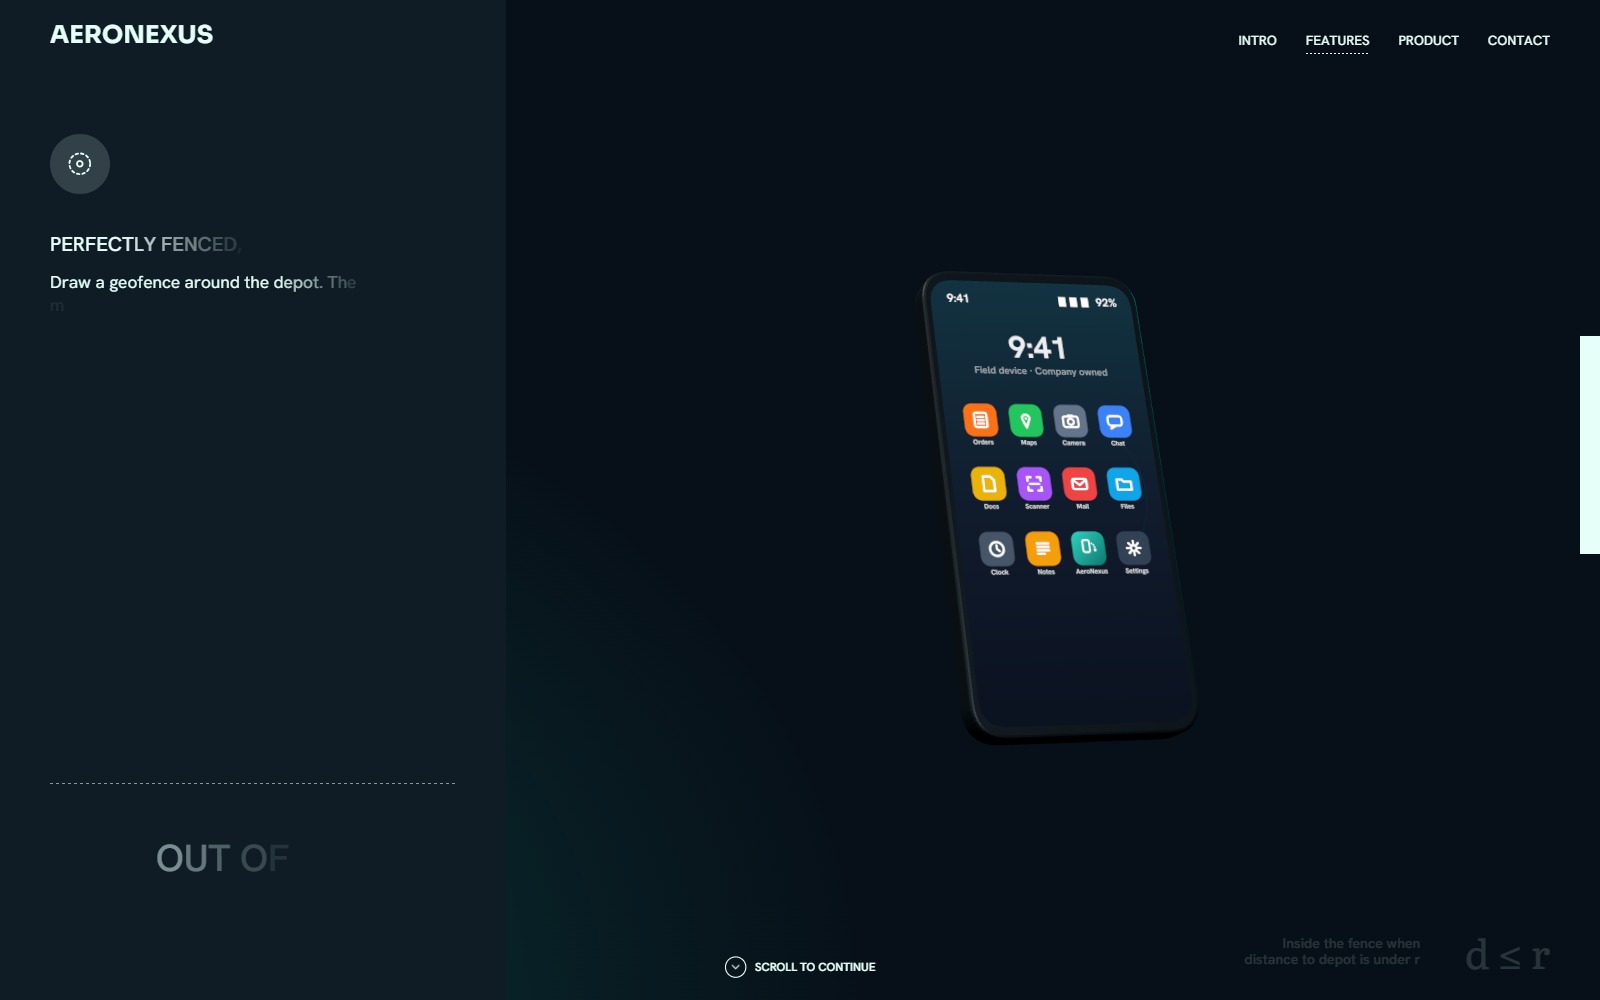 AERONEXUS
INTRO
FEATURES
PRODUCT
CONTACT
PERFECTLY FENCED,
Draw a geofence around the depot. The
m
9:41
92%
9:41
Field device · Company owned
Orders
Maps
Camera
Chat
Docs
Scanner
Mail
Files
Clock
Notes
AeroNexus
Settings
OUT OF
SCROLL TO CONTINUE
Inside the fence when
distance to depot is under r
d ≤ r